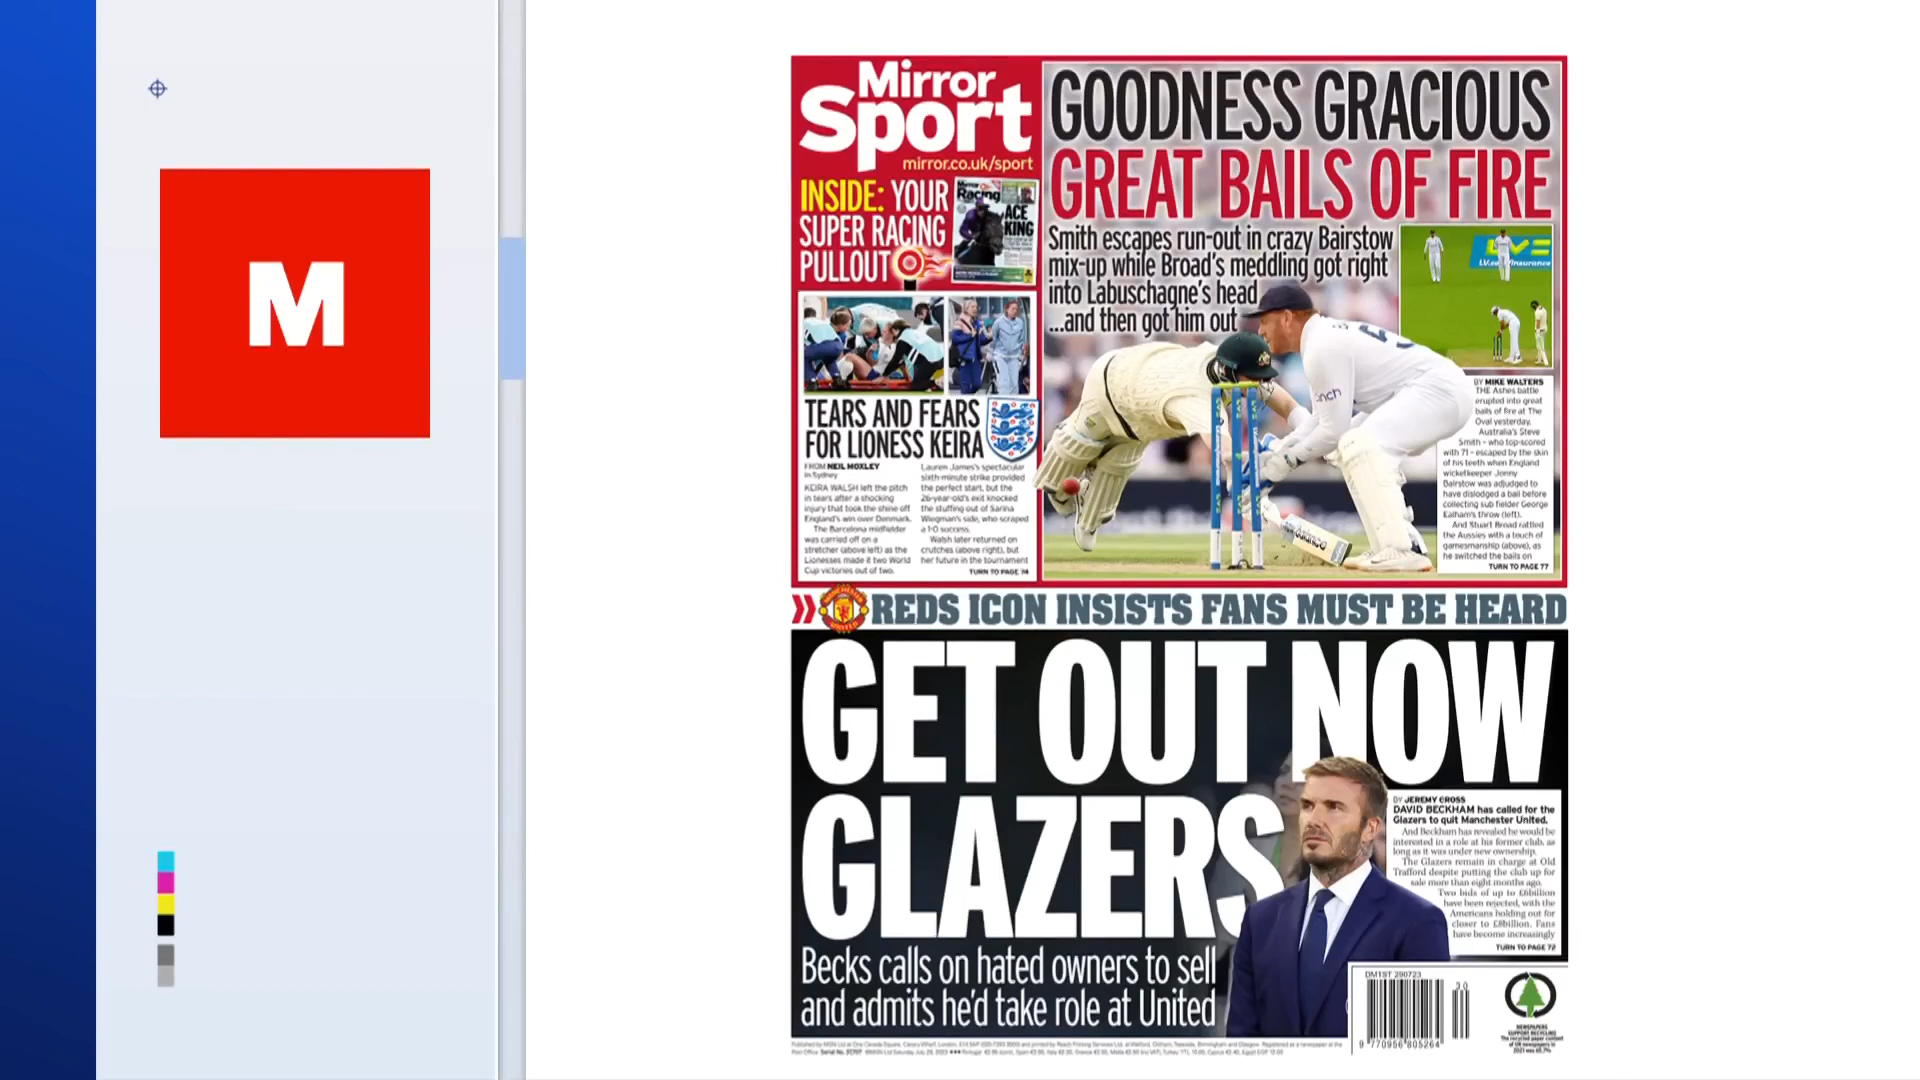 M
Mirror
Sport
mirror.co.uk/sport
INSIDE: YOUR
SUPER RACING
PULLOUT
Mirror
Racing
ACE
KING
GOODNESS GRACIOUS
GREAT BAILS OF FIRE
Smith escapes run-out in crazy Bairstow
mix-up while Broad's meddling got right
into Labuschagne's head
...and then got him out
BY MIKE WALTERS
THE Ashes battle
erupted into great
balls of fire at The
Oval yesterday.
Australia's Steve
Smith – who top-scored
with 71 – escaped by the skin
of his teeth when England
wicketkeeper Jonny
Bairstow was adjudged to
have dislodged a bail before
collecting sub fielder George
Ealham's throw (left).
And Stuart Broad rattled
the Aussies with a touch of
gamesmanship (above), as
he switched the bails on
TURN TO PAGE 77
TEARS AND FEARS
FOR LIONESS KEIRA
FROM NEIL MOXLEY
in Sydney
KEIRA WALSH left the pitch
in tears after a shocking
injury that took the shine off
England's win over Denmark.
The Barcelona midfielder
was carried off on a
stretcher (above left) as the
Lionesses made it two World
Cup victories out of two.
Lauren James's spectacular
sixth-minute strike provided
the perfect start, but the
26-year-old's exit knocked
the stuffing out of Sarina
Wiegman's side, who scraped
a 1-0 success.
Walsh later returned on
crutches (above right), but
her future in the tournament
TURN TO PAGE 74
REDS ICON INSISTS FANS MUST BE HEARD
GET OUT NOW
GLAZERS
Becks calls on hated owners to sell
and admits he'd take role at United
BY JEREMY CROSS
DAVID BECKHAM has called for the
Glazers to quit Manchester United.
And Beckham has revealed he would be
interested in a role at his former club, as
long as it was under new ownership.
The Glazers remain in charge at Old
Trafford despite putting the club up for
sale more than eight months ago.
Two bids of up to £6billion
have been rejected, with the
Americans holding out for
closer to £8billion. Fans
have become increasingly
TURN TO PAGE 72
DM1ST 290723
30
9 770956 805264
NEWSPAPERS
SUPPORT RECYCLING